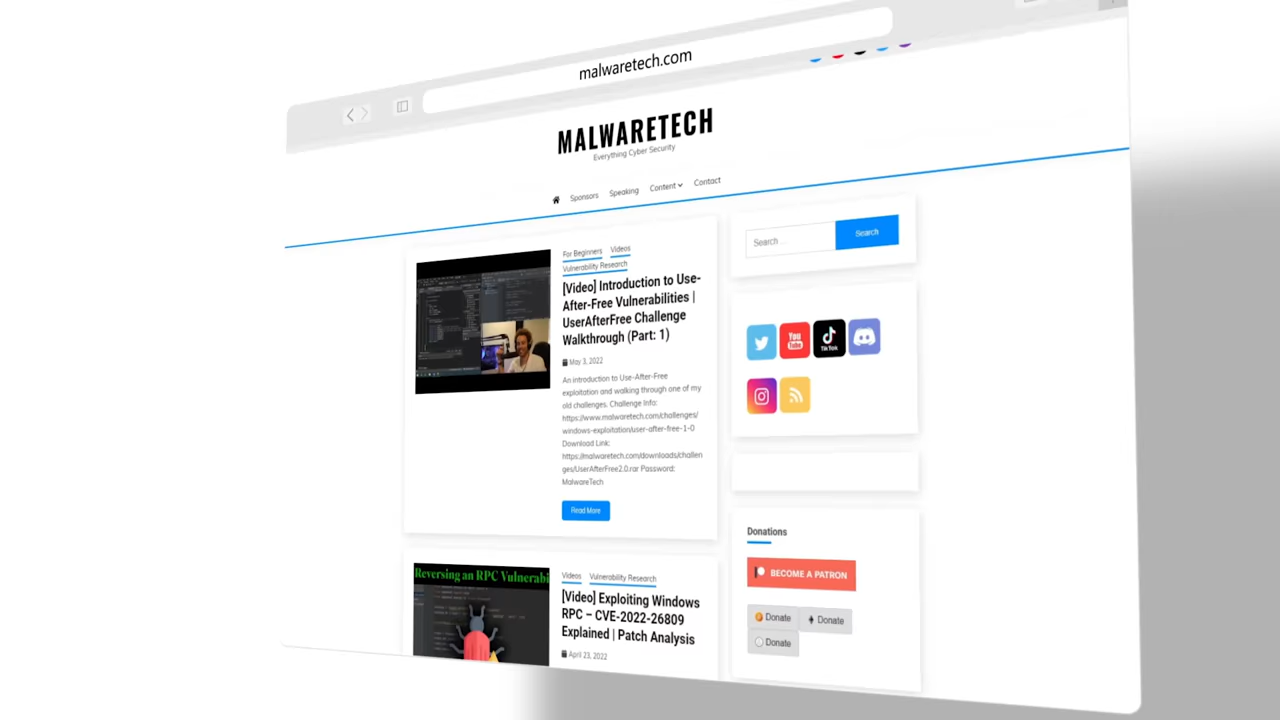 malwaretech.com
MALWARETECH
Everything Cyber Security
Sponsors Speaking Content Contact
For Beginners Videos
Vulnerability Research
[Video] Introduction to Use-
After-Free Vulnerabilities |
UserAfterFree Challenge
Walkthrough (Part: 1)
May 3, 2022
An introduction to Use-After-Free
exploitation and walking through one of my
old challenges. Challenge Info:
https://www.malwaretech.com/challenges/
windows-exploitation/user-after-free-1-0
Download Link:
https://malwaretech.com/downloads/challen
ges/UserAfterFree2.0.rar Password:
MalwareTech
Read More
Reversing an RPC Vulnerabi
Videos Vulnerability Research
[Video] Exploiting Windows
RPC – CVE-2022-26809
Explained | Patch Analysis
April 23, 2022
Search ...
Search
You
Tube
TikTok
Donations
BECOME A PATRON
Donate Donate
Donate